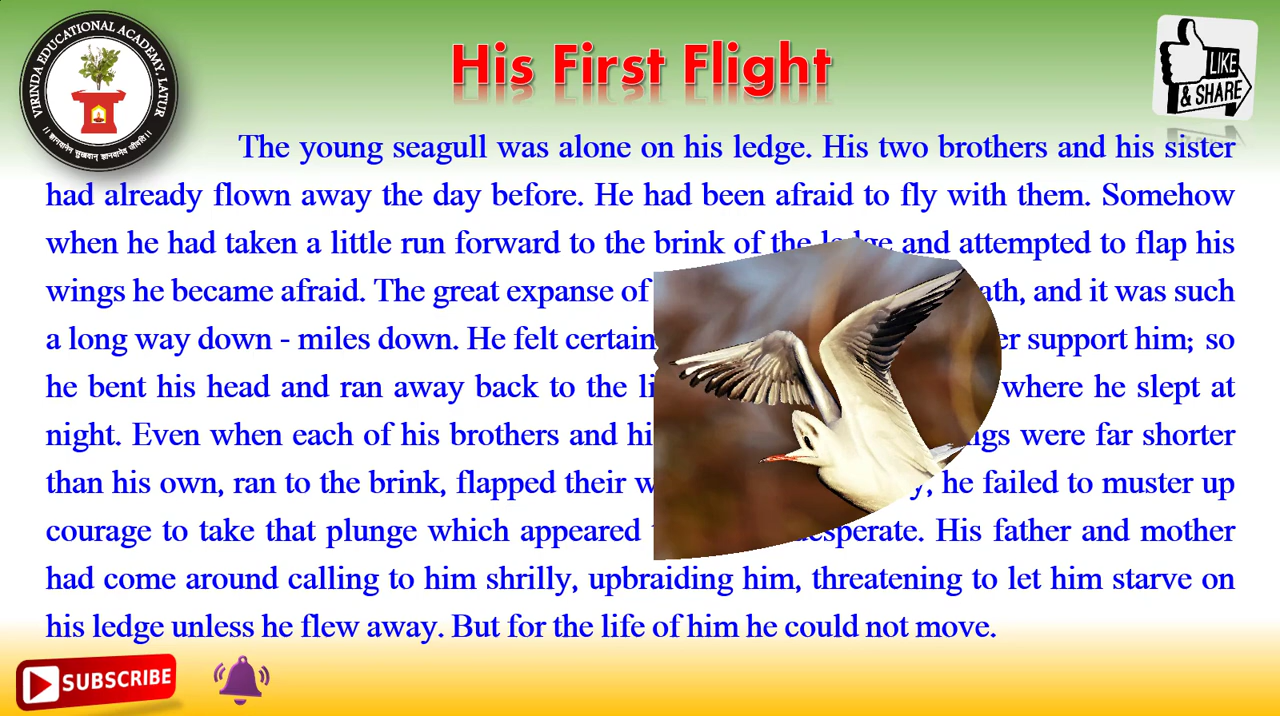 VIRINDA EDUCATIONAL ACADEMY, LATUR
His First Flight
LIKE
& SHARE
The young seagull was alone on his ledge. His two brothers and his sister
had already flown away the day before. He had been afraid to fly with them. Somehow
when he had taken a little run forward to the brink of the ledge and attempted to flap his
wings he became afraid. The great expanse of ath, and it was such
a long way down - miles down. He felt certain er support him; so
he bent his head and ran away back to the li where he slept at
night. Even when each of his brothers and hi ngs were far shorter
than his own, ran to the brink, flapped their w y, he failed to muster up
courage to take that plunge which appeared esperate. His father and mother
had come around calling to him shrilly, upbraiding him, threatening to let him starve on
his ledge unless he flew away. But for the life of him he could not move.
SUBSCRIBE